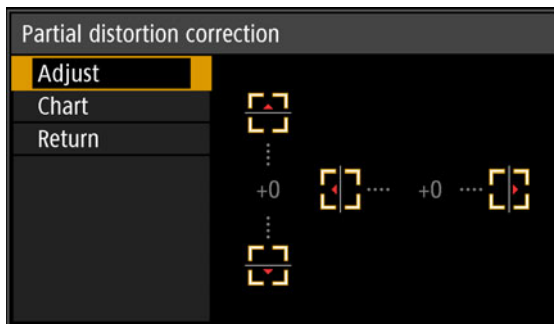 Partial distortion correction
Adjust
Chart
Return
+0
+0